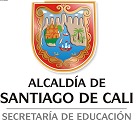 ALCALDÍA DE
SANTIAGO DE CALI
SECRETARÍA DE EDUCACIÓN